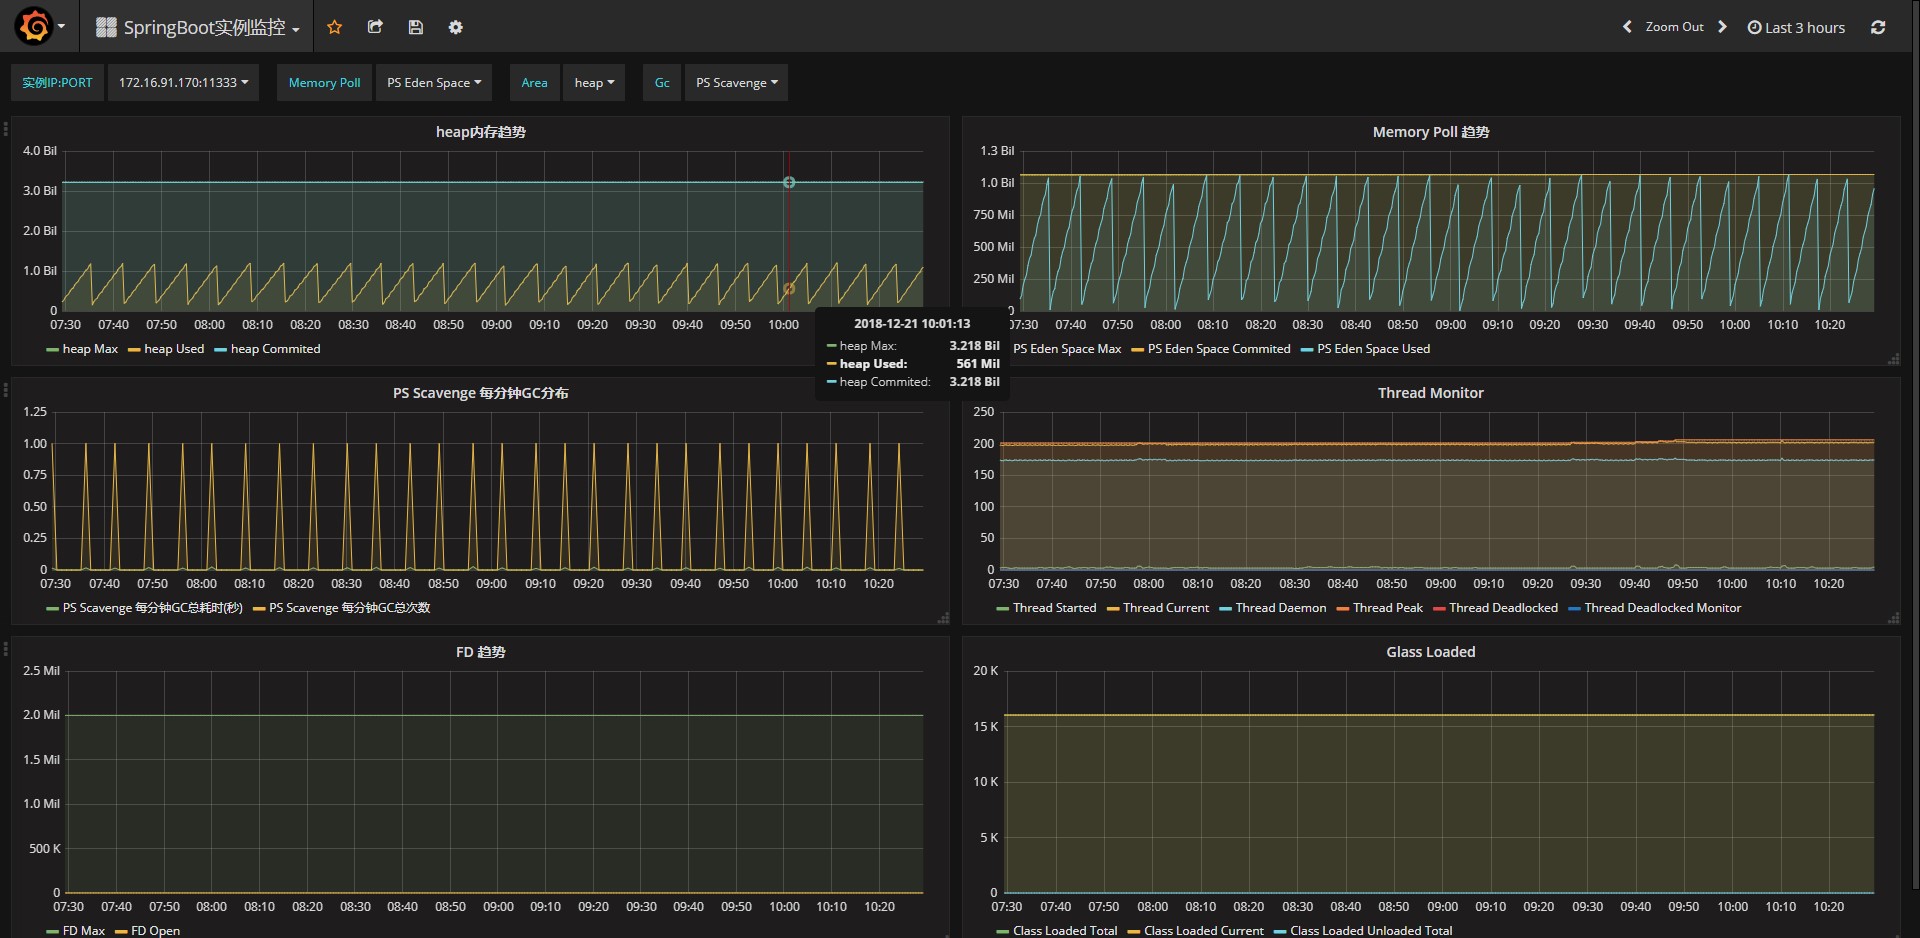 SpringBoot实例监控
Zoom Out
Last 3 hours
实例IP:PORT 172.16.91.170:11333 Memory Poll PS Eden Space Area heap Gc PS Scavenge
heap内存趋势
4.0 Bil
3.0 Bil
2.0 Bil
1.0 Bil
0
07:30 07:40 07:50 08:00 08:10 08:20 08:30 08:40 08:50 09:00 09:10 09:20 09:30 09:40 09:50 10:00
heap Max heap Used heap Commited
2018-12-21 10:01:13
heap Max: 3.218 Bil
heap Used: 561 Mil
heap Commited: 3.218 Bil
Memory Poll 趋势
1.3 Bil
1.0 Bil
750 Mil
500 Mil
250 Mil
0
07:30 07:40 07:50 08:00 08:10 08:20 08:30 08:40 08:50 09:00 09:10 09:20 09:30 09:40 09:50 10:00 10:10 10:20
PS Eden Space Max PS Eden Space Commited PS Eden Space Used
PS Scavenge 每分钟GC分布
1.25
1.00
0.75
0.50
0.25
0
07:30 07:40 07:50 08:00 08:10 08:20 08:30 08:40 08:50 09:00 09:10 09:20 09:30 09:40 09:50 10:00 10:10 10:20
PS Scavenge 每分钟GC总耗时(秒) PS Scavenge 每分钟GC总次数
Thread Monitor
250
200
150
100
50
0
07:30 07:40 07:50 08:00 08:10 08:20 08:30 08:40 08:50 09:00 09:10 09:20 09:30 09:40 09:50 10:00 10:10 10:20
Thread Started Thread Current Thread Daemon Thread Peak Thread Deadlocked Thread Deadlocked Monitor
FD 趋势
2.5 Mil
2.0 Mil
1.5 Mil
1.0 Mil
500 K
0
07:30 07:40 07:50 08:00 08:10 08:20 08:30 08:40 08:50 09:00 09:10 09:20 09:30 09:40 09:50 10:00 10:10 10:20
FD Max FD Open
Glass Loaded
20 K
15 K
10 K
5 K
0
07:30 07:40 07:50 08:00 08:10 08:20 08:30 08:40 08:50 09:00 09:10 09:20 09:30 09:40 09:50 10:00 10:10 10:20
Class Loaded Total Class Loaded Current Class Loaded Unloaded Total